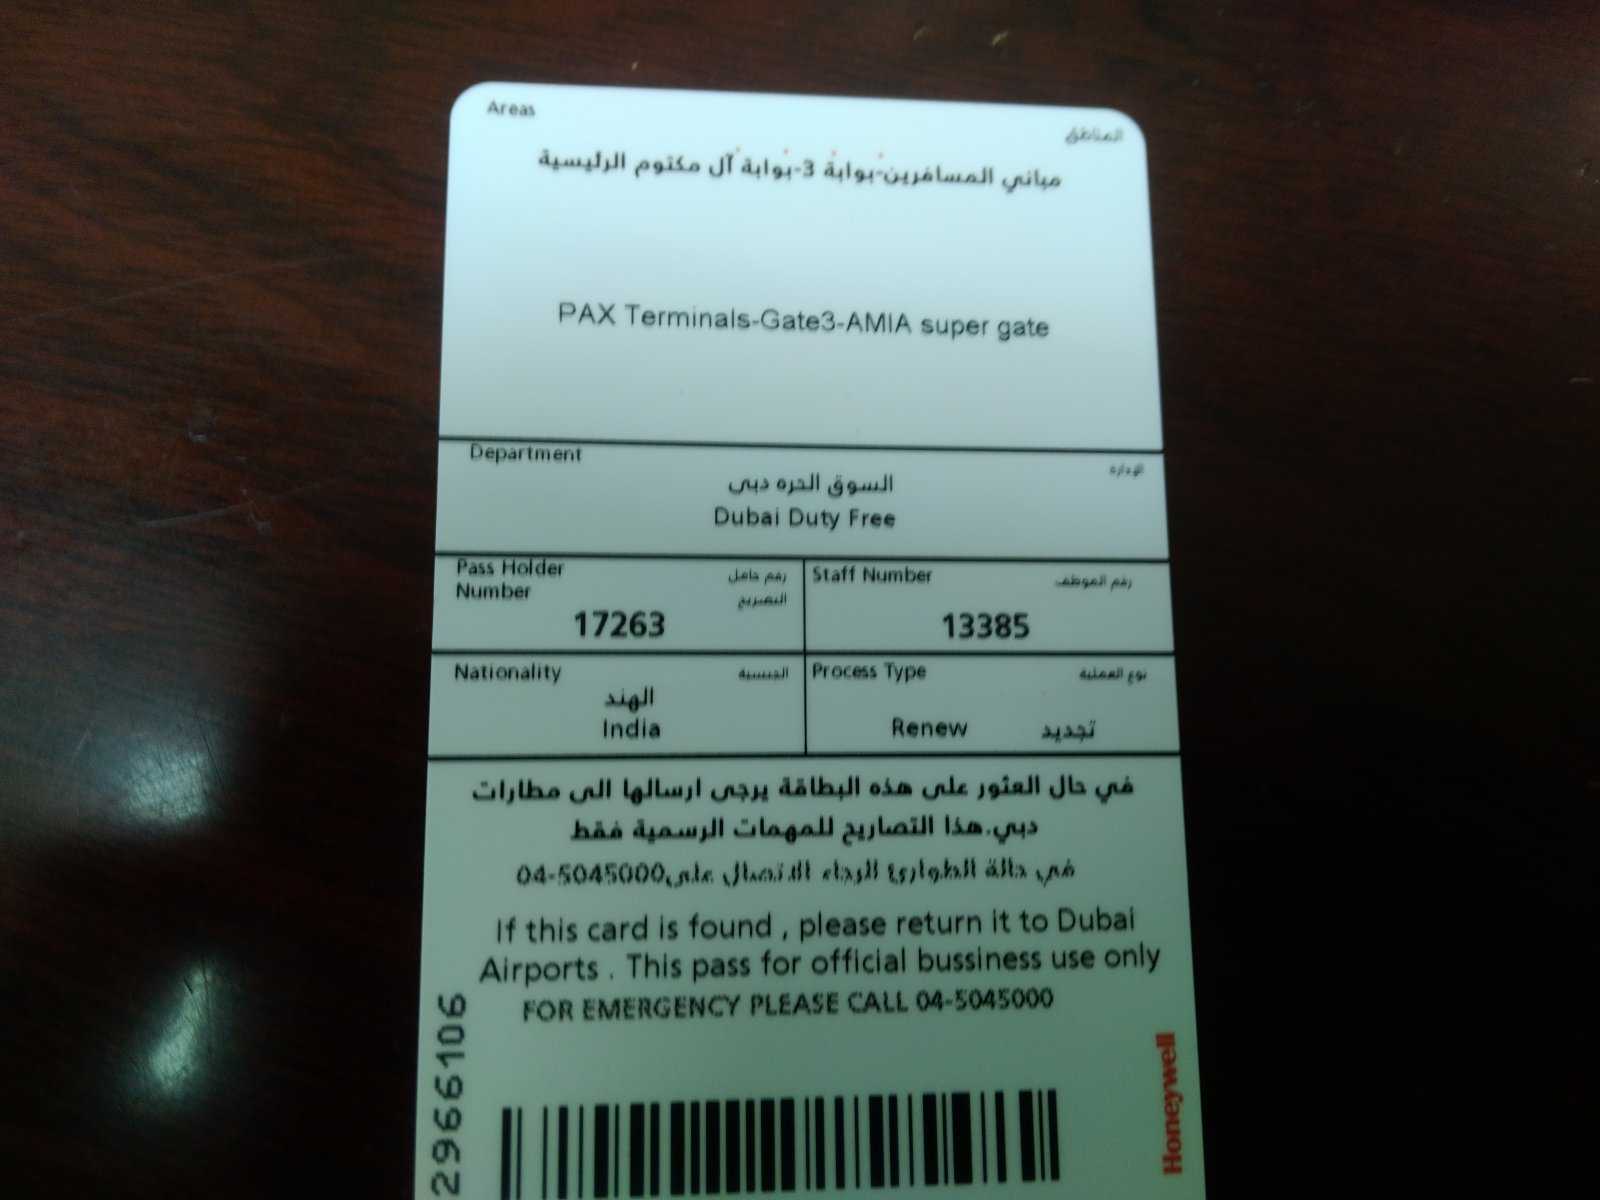 Areas
المناطق
مباني المسافرين-بوابة 3-بوابة آل مكتوم الرئيسية
PAX Terminals-Gate3-AMIA super gate
Department
الإدارة
السوق الحره دبى
Dubai Duty Free
Pass Holder
Number
رقم حامل
التصريح
17263
Staff Number
رقم الموظف
13385
Nationality
الجنسية
الهند
India
Process Type
نوع العملية
Renew تجديد
في حال العثور على هذه البطاقة يرجى ارسالها الى مطارات
دبي.هذا التصاريح للمهمات الرسمية فقط
في حالة الطوارئ الرجاء الاتصال على04-5045000
If this card is found , please return it to Dubai
Airports . This pass for official bussiness use only
FOR EMERGENCY PLEASE CALL 04-5045000
2966106
Honeywell